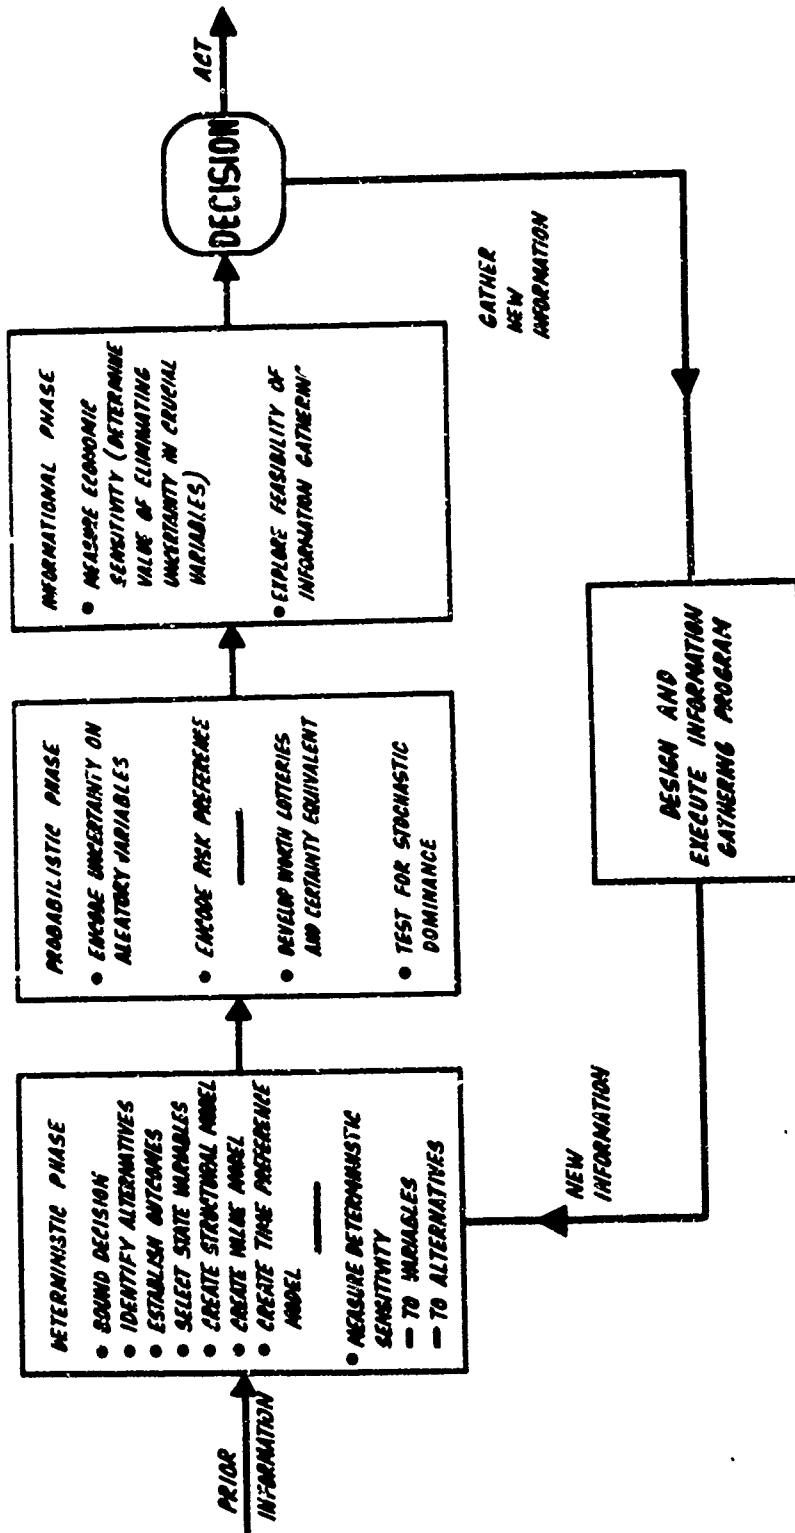 PRIOR
INFORMATION
DETERMINISTIC PHASE
• BOUND DECISION
• IDENTIFY ALTERNATIVES
• ESTABLISH OUTCOMES
• SELECT STATE VARIABLES
• CREATE STRUCTURAL MODEL
• CREATE VALUE MODEL
• CREATE TIME PREFERENCE
MODEL
• MEASURE DETERMINISTIC
SENSITIVITY
— TO VARIABLES
— TO ALTERNATIVES
PROBABILISTIC PHASE
• ENCODE UNCERTAINTY ON
ALEATORY VARIABLES
• ENCODE RISK PREFERENCE
• DEVELOP WORTH LOTTERIES
AND CERTAINTY EQUIVALENT
• TEST FOR STOCHASTIC
DOMINANCE
INFORMATIONAL PHASE
• MEASURE ECONOMIC
SENSITIVITY (DETERMINE
VALUE OF ELIMINATING
UNCERTAINTY IN CRUCIAL
VARIABLES)
• EXPLORE FEASIBILITY OF
INFORMATION GATHERING
DECISION
ACT
GATHER
NEW
INFORMATION
DESIGN AND
EXECUTE INFORMATION
GATHERING PROGRAM
NEW
INFORMATION